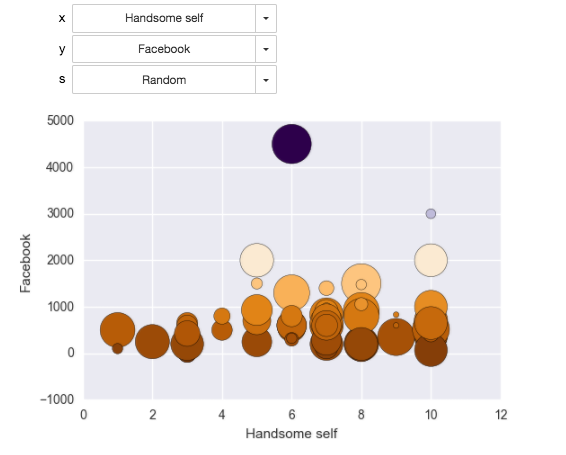 x Handsome self
y Facebook
s Random
5000
4000
3000
2000
1000
0
−1000
0 2 4 6 8 10 12
Facebook
Handsome self